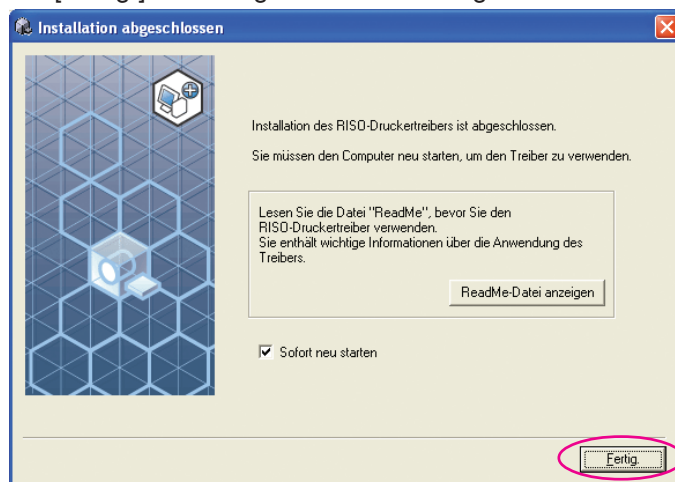 Installation abgeschlossen
Installation des RISO-Druckertreibers ist abgeschlossen.
Sie müssen den Computer neu starten, um den Treiber zu verwenden.
Lesen Sie die Datei "ReadMe", bevor Sie den
RISO-Druckertreiber verwenden.
Sie enthält wichtige Informationen über die Anwendung des
Treibers.
ReadMe-Datei anzeigen
Sofort neu starten
Fertig.